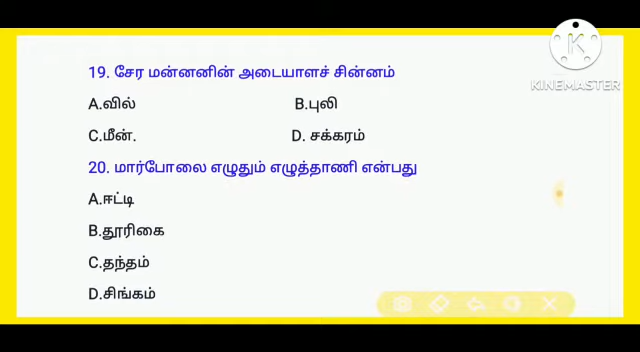 19. சேர மன்னனின் அடையாளச் சின்னம்
A.வில் B.புலி
C.மீன். D. சக்கரம்
20. மார்போலை எழுதும் எழுத்தாணி என்பது
A.ஈட்டி
B.தூரிகை
C.தந்தம்
D.சிங்கம்
K
KINEMASTER